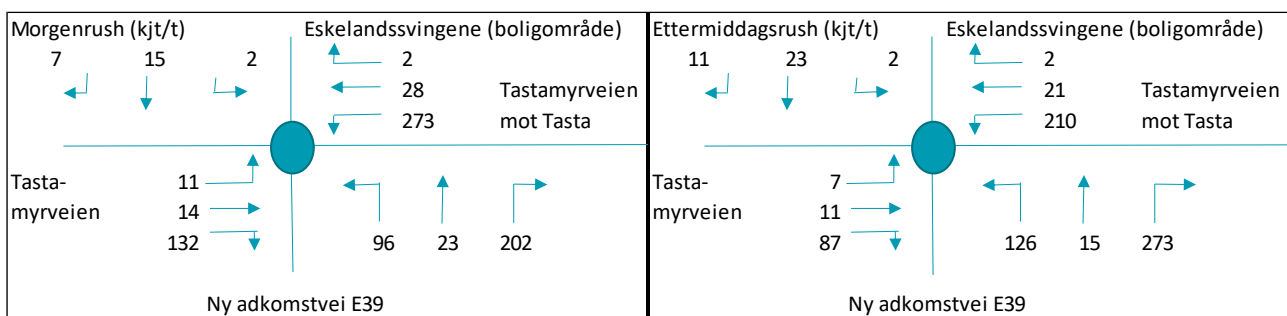 Morgenrush (kjt/t) Eskelandssvingene (boligområde)
7 15 2
2
28 Tastamyrveien
273 mot Tasta
Tasta- 11
myrveien 14
132
96 23 202
Ny adkomstvei E39
Ettermiddagsrush (kjt/t) Eskelandssvingene (boligområde)
11 23 2
2
21 Tastamyrveien
210 mot Tasta
Tasta- 7
myrveien 11
87
126 15 273
Ny adkomstvei E39